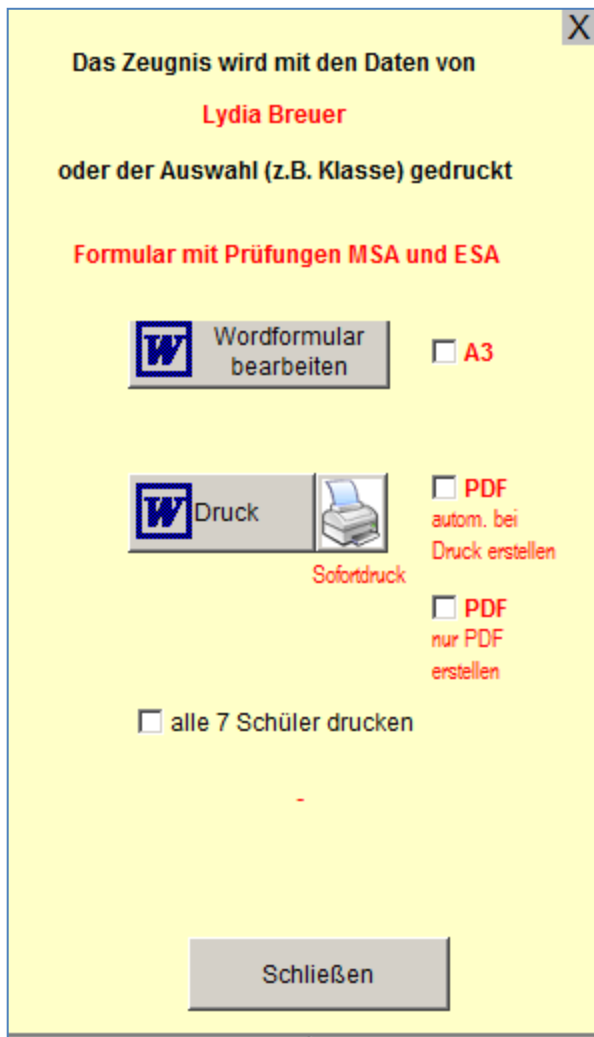 X
Das Zeugnis wird mit den Daten von
Lydia Breuer
oder der Auswahl (z.B. Klasse) gedruckt
Formular mit Prüfungen MSA und ESA
W
Wordformular
bearbeiten
A3
W
Druck
Sofortdruck
PDF
autom. bei
Druck erstellen
PDF
nur PDF
erstellen
alle 7 Schüler drucken
-
Schließen